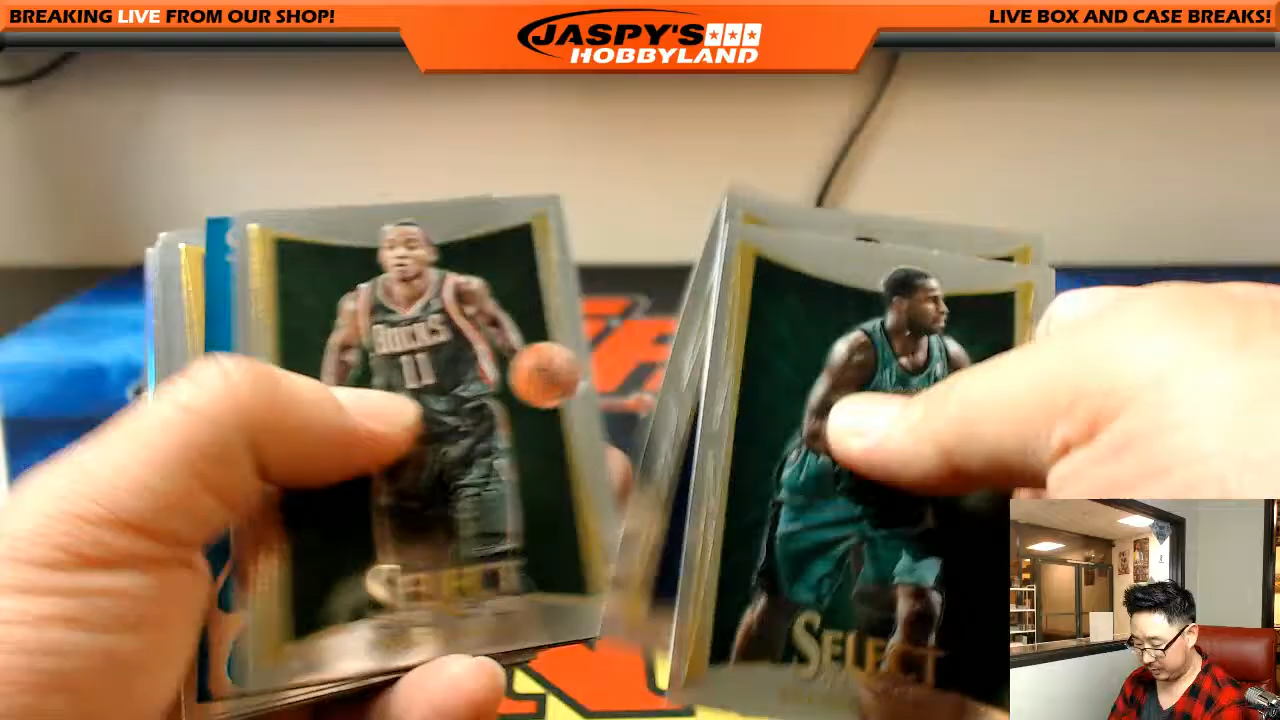 BREAKING LIVE FROM OUR SHOP!
JASPY'S
HOBBYLAND
LIVE BOX AND CASE BREAKS!
BUCKS
11
SELECT
SELECT